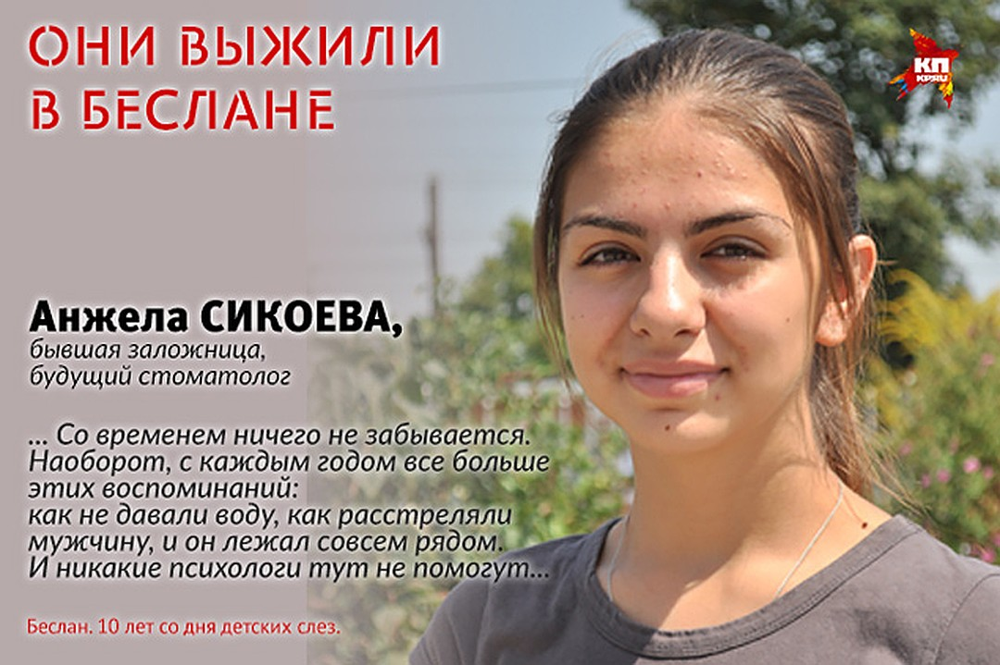 ОНИ ВЫЖИЛИ
В БЕСЛАНЕ
КП
KP.RU
Анжела СИКОЕВА,
бывшая заложница,
будущий стоматолог
... Со временем ничего не забывается.
Наоборот, с каждым годом все больше
этих воспоминаний:
как не давали воду, как расстреляли
мужчину, и он лежал совсем рядом.
И никакие психологи тут не помогут...
Беслан. 10 лет со дня детских слез.